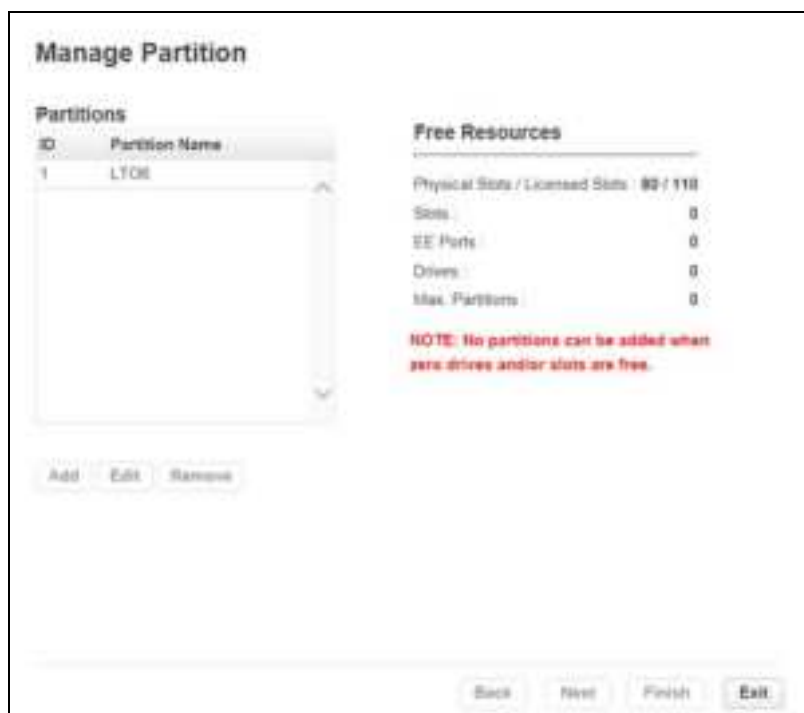 Manage Partition
Partitions
ID Partition Name
1 LTO6
Free Resources
Physical Slots / Licensed Slots : 80 / 110
Slots : 0
EE Ports : 0
Drives : 0
Max. Partitions : 0
NOTE: No partitions can be added when
zero drives and/or slots are free.
Add Edit Remove
Back Next Finish Exit